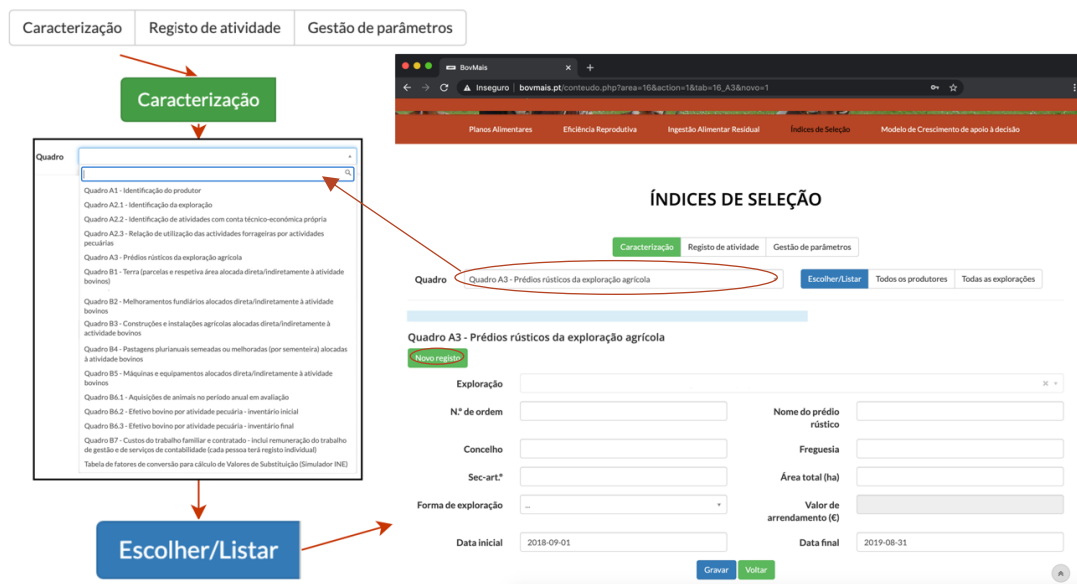 Caracterização Registo de atividade Gestão de parâmetros
Caracterização
Quadro
Quadro A1 - Identificação do produtor
Quadro A2.1 - Identificação da exploração
Quadro A2.2 - Identificação de atividades com conta técnico-económica própria
Quadro A2.3 - Relação de utilização das actividades forrageiras por actividades
pecuárias
Quadro A3 - Prédios rústicos da exploração agrícola
Quadro B1 - Terra (parcelas e respetiva área alocada direta/indiretamente à atividade
bovinos)
Quadro B2 - Melhoramentos fundiários alocados direta/indiretamente à atividade
bovinos
Quadro B3 - Construções e instalações agrícolas alocadas direta/indiretamente à
actividade bovinos
Quadro B4 - Pastagens plurianuais semeadas ou melhoradas (por sementeira) alocadas
à atividade bovinos
Quadro B5 - Máquinas e equipamentos alocados direta/indiretamente à atividade
bovinos
Quadro B6.1 - Aquisições de animais no período anual em avaliação
Quadro B6.2 - Efetivo bovino por atividade pecuária - inventário inicial
Quadro B6.3 - Efetivo bovino por atividade pecuária - inventário final
Quadro B7 - Custos do trabalho familiar e contratado - inclui remuneração do trabalho
de gestão e de serviços de contabilidade (cada pessoa terá registo individual)
Tabela de fatores de conversão para cálculo de Valores de Substituição (Simulador INE)
Escolher/Listar
BovMais
Inseguro | bovmais.pt/conteudo.php?area=16&action=1&tab=16_A3&novo=1
Planos Alimentares Eficiência Reprodutiva Ingestão Alimentar Residual Índices de Seleção Modelo de Crescimento de apoio à decisão
ÍNDICES DE SELEÇÃO
Caracterização Registo de atividade Gestão de parâmetros
Quadro Quadro A3 - Prédios rústicos da exploração agrícola Escolher/Listar Todos os produtores Todas as explorações
Quadro A3 - Prédios rústicos da exploração agrícola
Novo registo
Exploração
N.º de ordem Nome do prédio
rústico
Concelho Freguesia
Sec-art.º Área total (ha)
Forma de exploração ... Valor de
arrendamento (€)
Data inicial 2018-09-01 Data final 2019-08-31
Gravar Voltar